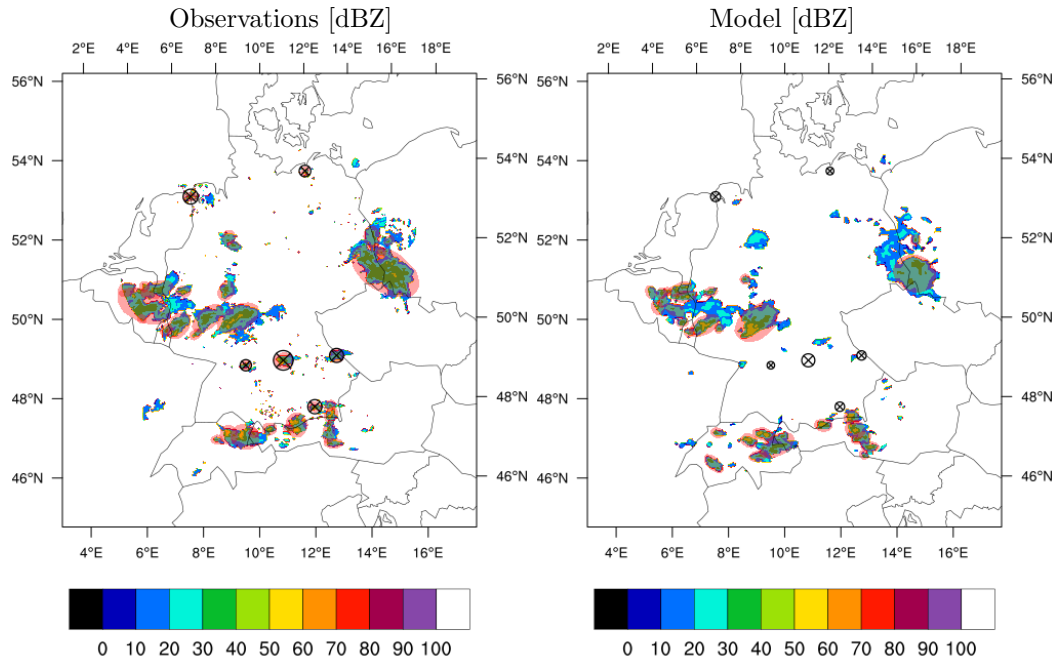 Observations [dBZ] Model [dBZ]
2°E 4°E 6°E 8°E 10°E 12°E 14°E 16°E 18°E 2°E 4°E 6°E 8°E 10°E 12°E 14°E 16°E 18°E
56°N 56°N 56°N 56°N
54°N 54°N 54°N 54°N
52°N 52°N 52°N 52°N
50°N 50°N 50°N 50°N
48°N 48°N 48°N 48°N
46°N 46°N 46°N 46°N
4°E 6°E 8°E 10°E 12°E 14°E 16°E 4°E 6°E 8°E 10°E 12°E 14°E 16°E
0 10 20 30 40 50 60 70 80 90 100 0 10 20 30 40 50 60 70 80 90 100